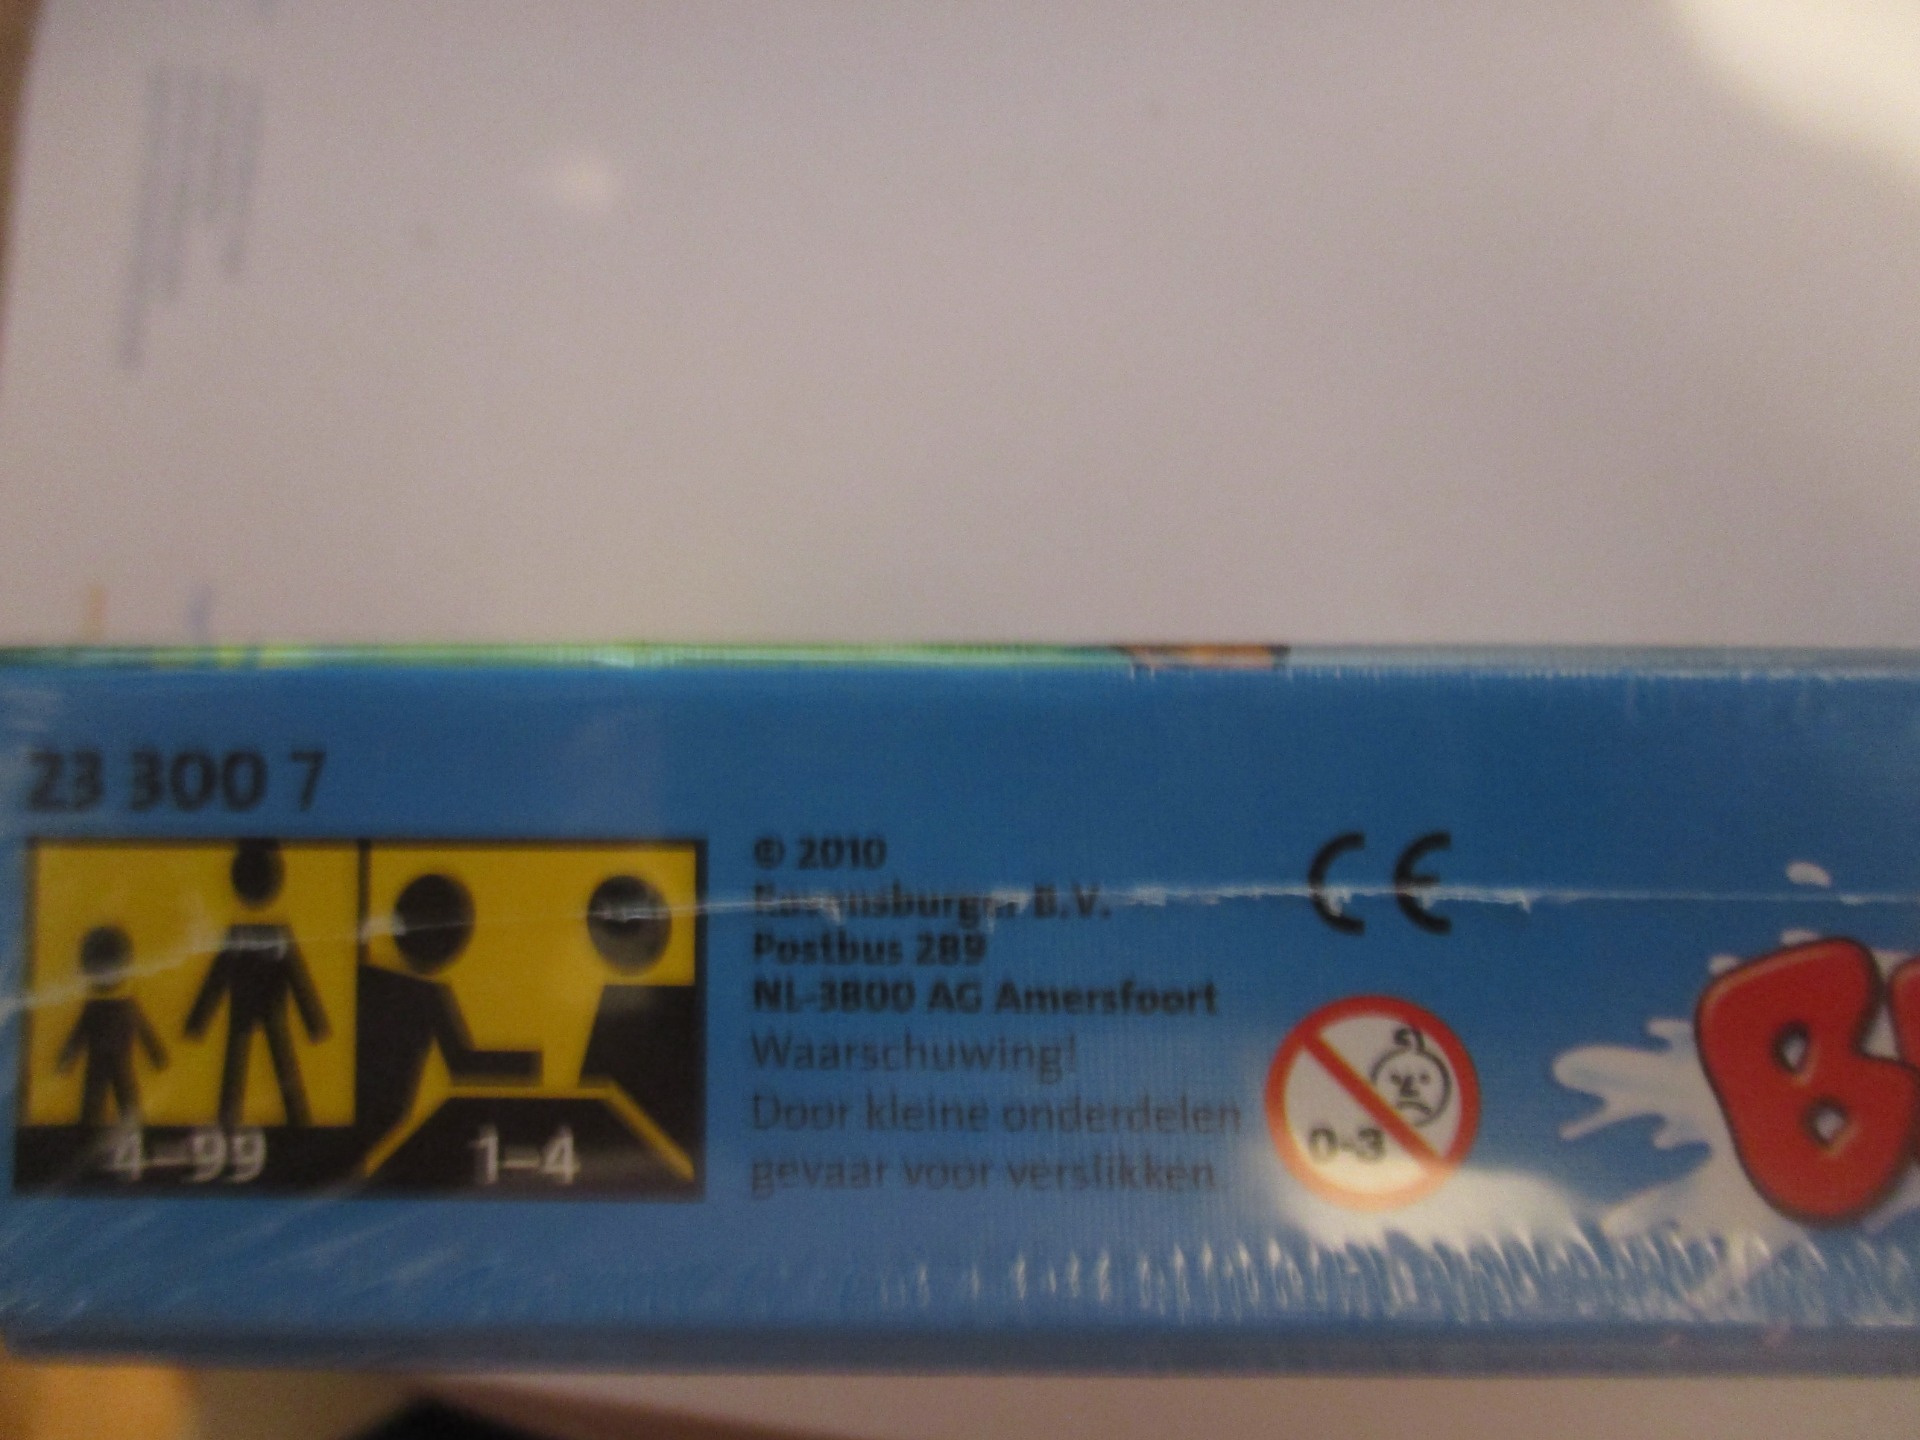 23 300 7
4–99
1–4
© 2010
Ravensburger B.V.
Postbus 289
NL-3800 AG Amersfoort
Waarschuwing!
Door kleine onderdelen
gevaar voor verslikken.
CE
0-3
B